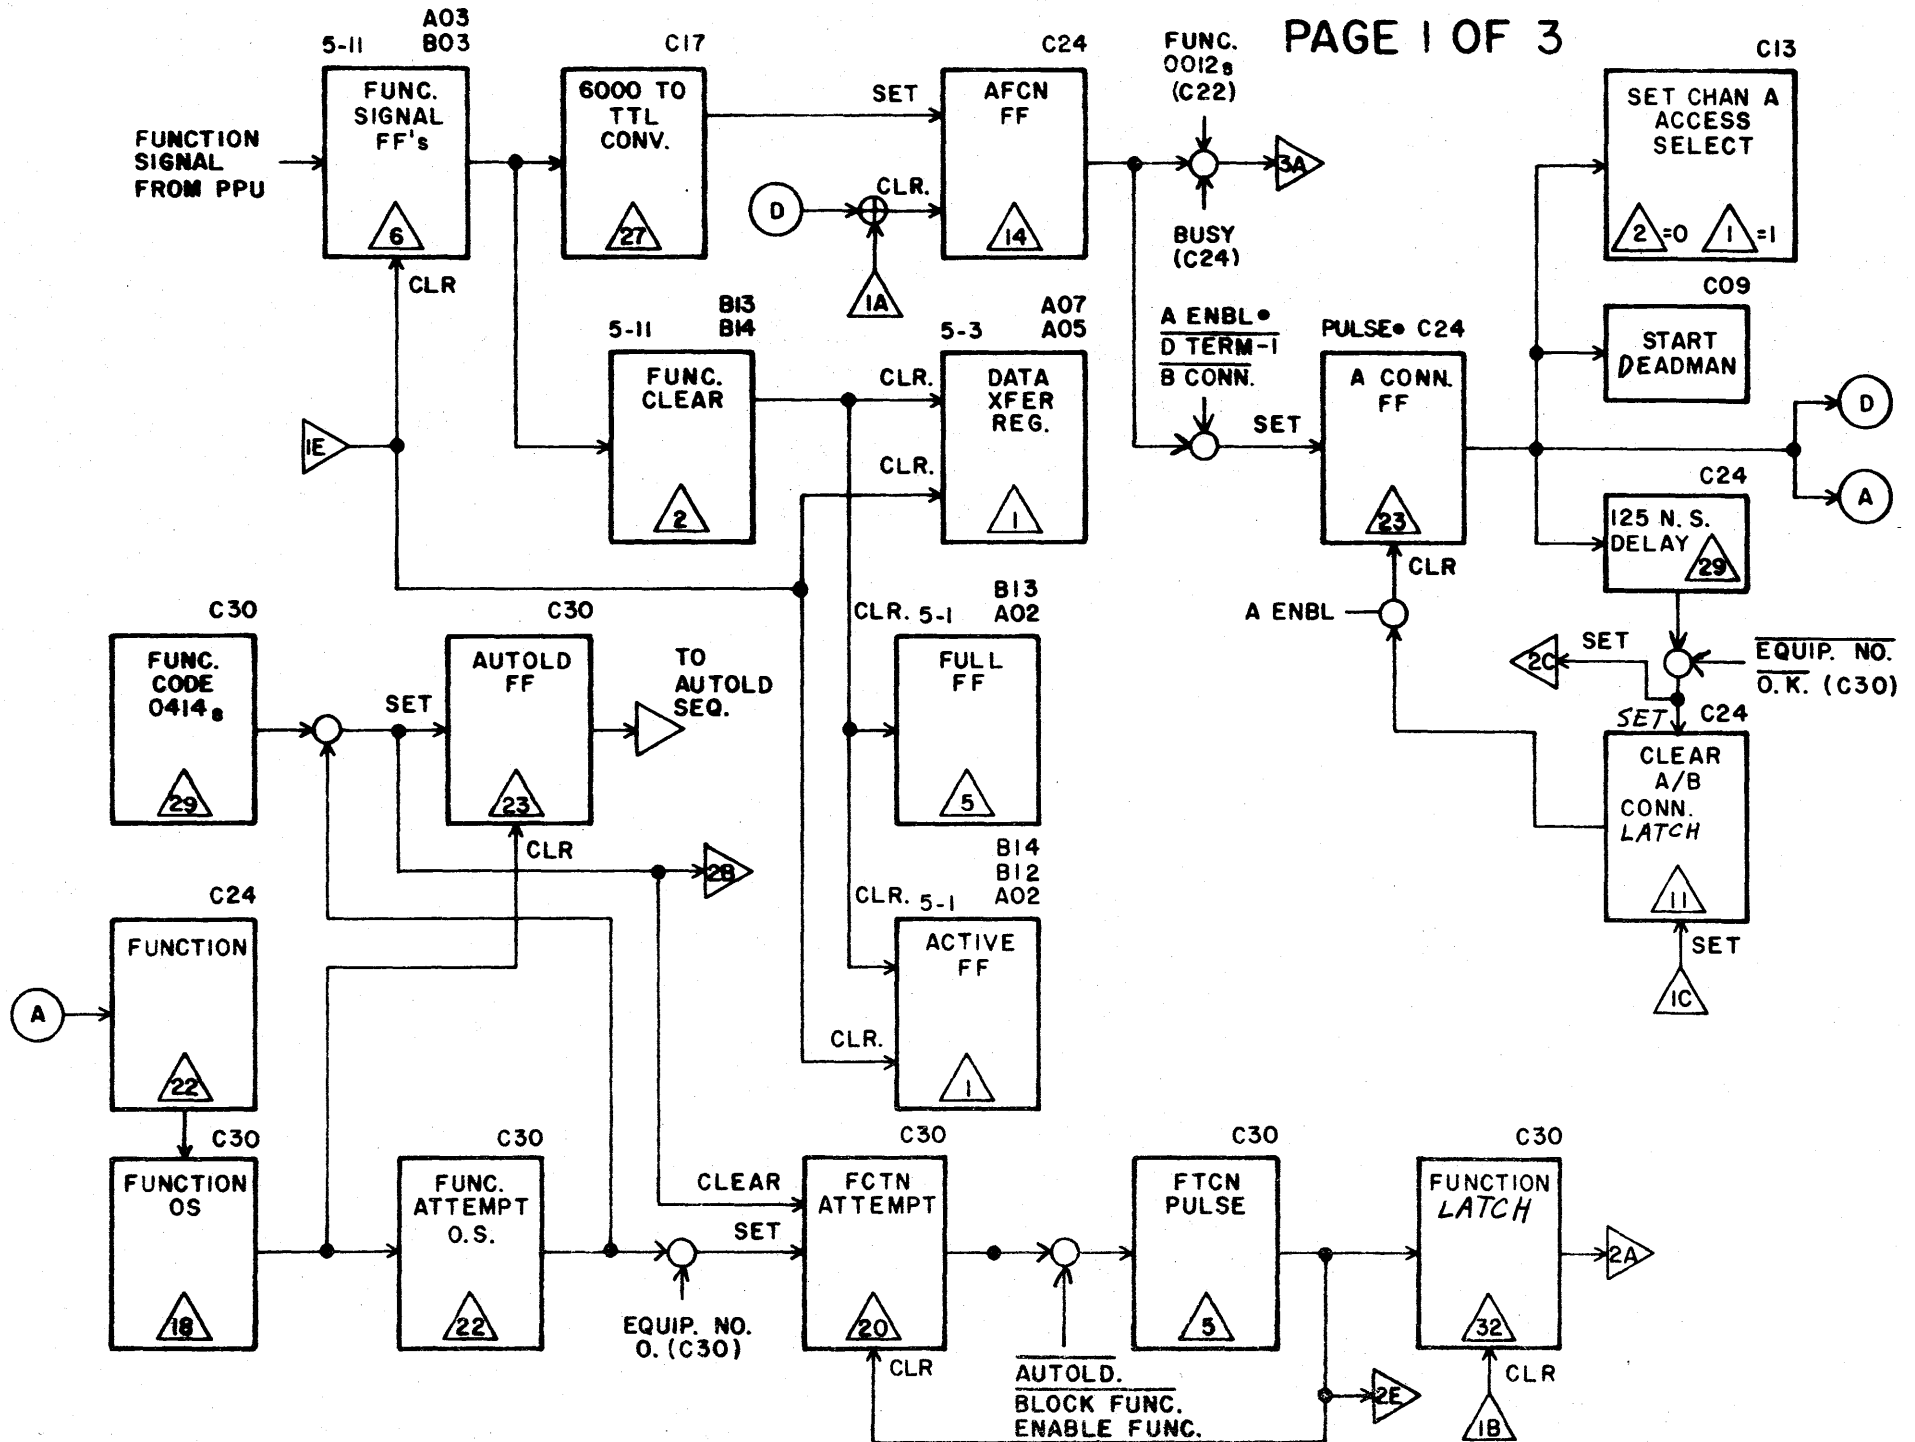 PAGE 1 OF 3
A03
5-11 B03
FUNC.
SIGNAL
FF's
6
FUNCTION
SIGNAL
FROM PPU
CLR
C17
6000 TO
TTL
CONV.
27
SET
C24
AFCN
FF
14
D
CLR.
1A
FUNC.
0012₈
(C22)
3A
BUSY
(C24)
C13
SET CHAN A
ACCESS
SELECT
2 =0 1 =1
C09
START
DEADMAN
B13
5-11 B14
FUNC.
CLEAR
2
1E
A07
5-3 A05
CLR.
DATA
XFER
REG.
CLR.
1
A ENBL •
D TERM-1
B CONN.
SET
PULSE• C24
A CONN.
FF
23
CLR
A ENBL
D
A
C24
125 N. S.
DELAY
29
SET
2C
EQUIP. NO.
O.K. (C30)
SET C24
CLEAR
A/B
CONN.
LATCH
11
SET
1C
C30
FUNC.
CODE
0414₈
29
SET
C30
AUTOLD
FF
23
CLR
TO
AUTOLD
SEQ.
2B
B13
CLR. 5-1 A02
FULL
FF
5
B14
B12
CLR. 5-1 A02
ACTIVE
FF
CLR.
1
C24
FUNCTION
22
A
C30
FUNCTION
OS
18
C30
FUNC.
ATTEMPT
O.S.
22
CLEAR
SET
EQUIP. NO.
O. (C30)
C30
FCTN
ATTEMPT
20
CLR
AUTOLD.
BLOCK FUNC.
ENABLE FUNC.
C30
FTCN
PULSE
5
2E
C30
FUNCTION
LATCH
32
CLR
1B
2A